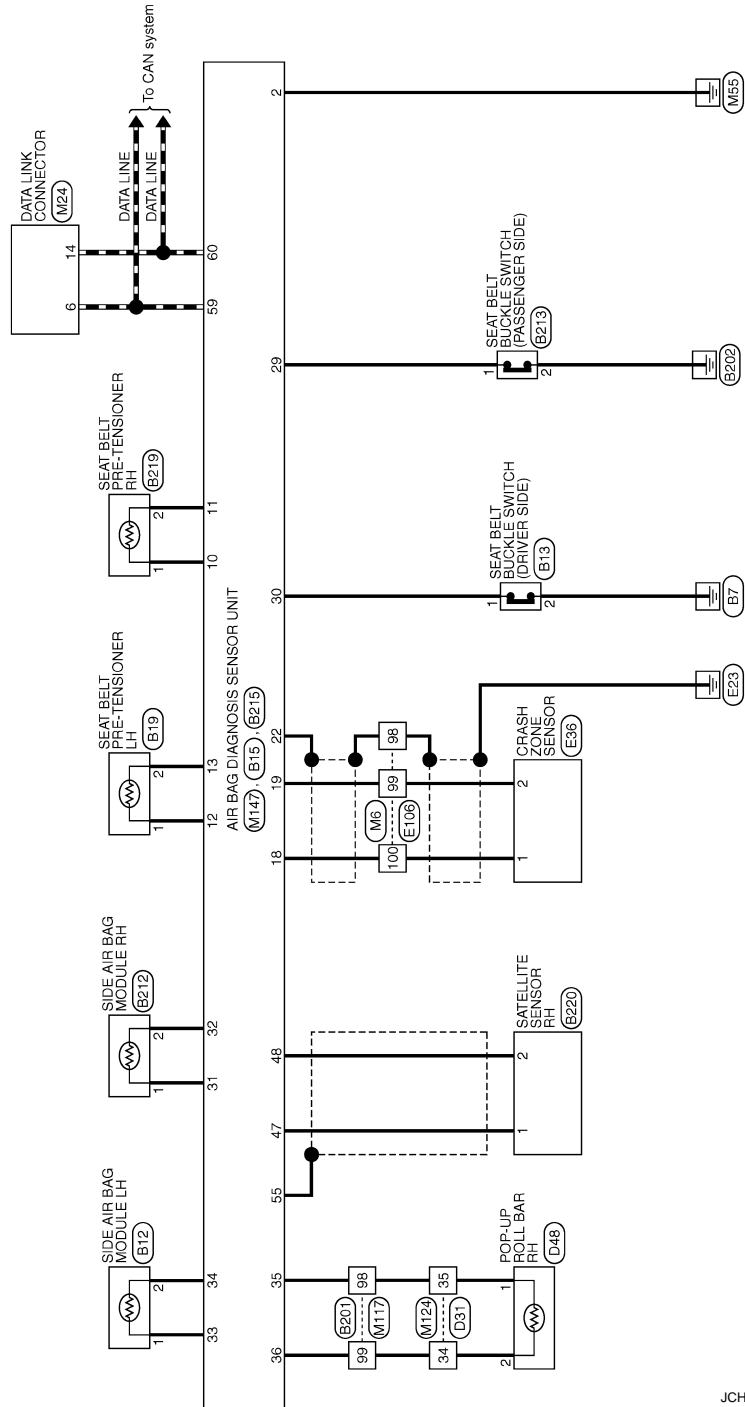 DATA LINK
CONNECTOR
M24
6
14
DATA LINE
DATA LINE
To CAN system
59
60
SEAT BELT
PRE-TENSIONER
RH
B219
1
2
10
11
SEAT BELT
PRE-TENSIONER
LH
B19
1
2
12
13
SIDE AIR BAG
MODULE RH
B212
1
2
31
32
SIDE AIR BAG
MODULE LH
B12
1
2
33
34
AIR BAG DIAGNOSIS SENSOR UNIT
M147 , B15 , B215
36
35
55
47
48
18
19
22
30
29
2
99
98
B201
M117
34
35
M124
D31
2
1
POP-UP
ROLL BAR
RH
D48
1
2
SATELLITE
SENSOR
RH
B220
100
99
98
M6
E106
1
2
CRASH
ZONE
SENSOR
E36
E23
1
2
SEAT BELT
BUCKLE SWITCH
(DRIVER SIDE)
B13
B7
1
2
SEAT BELT
BUCKLE SWITCH
(PASSENGER SIDE)
B213
B202
M55
JCH